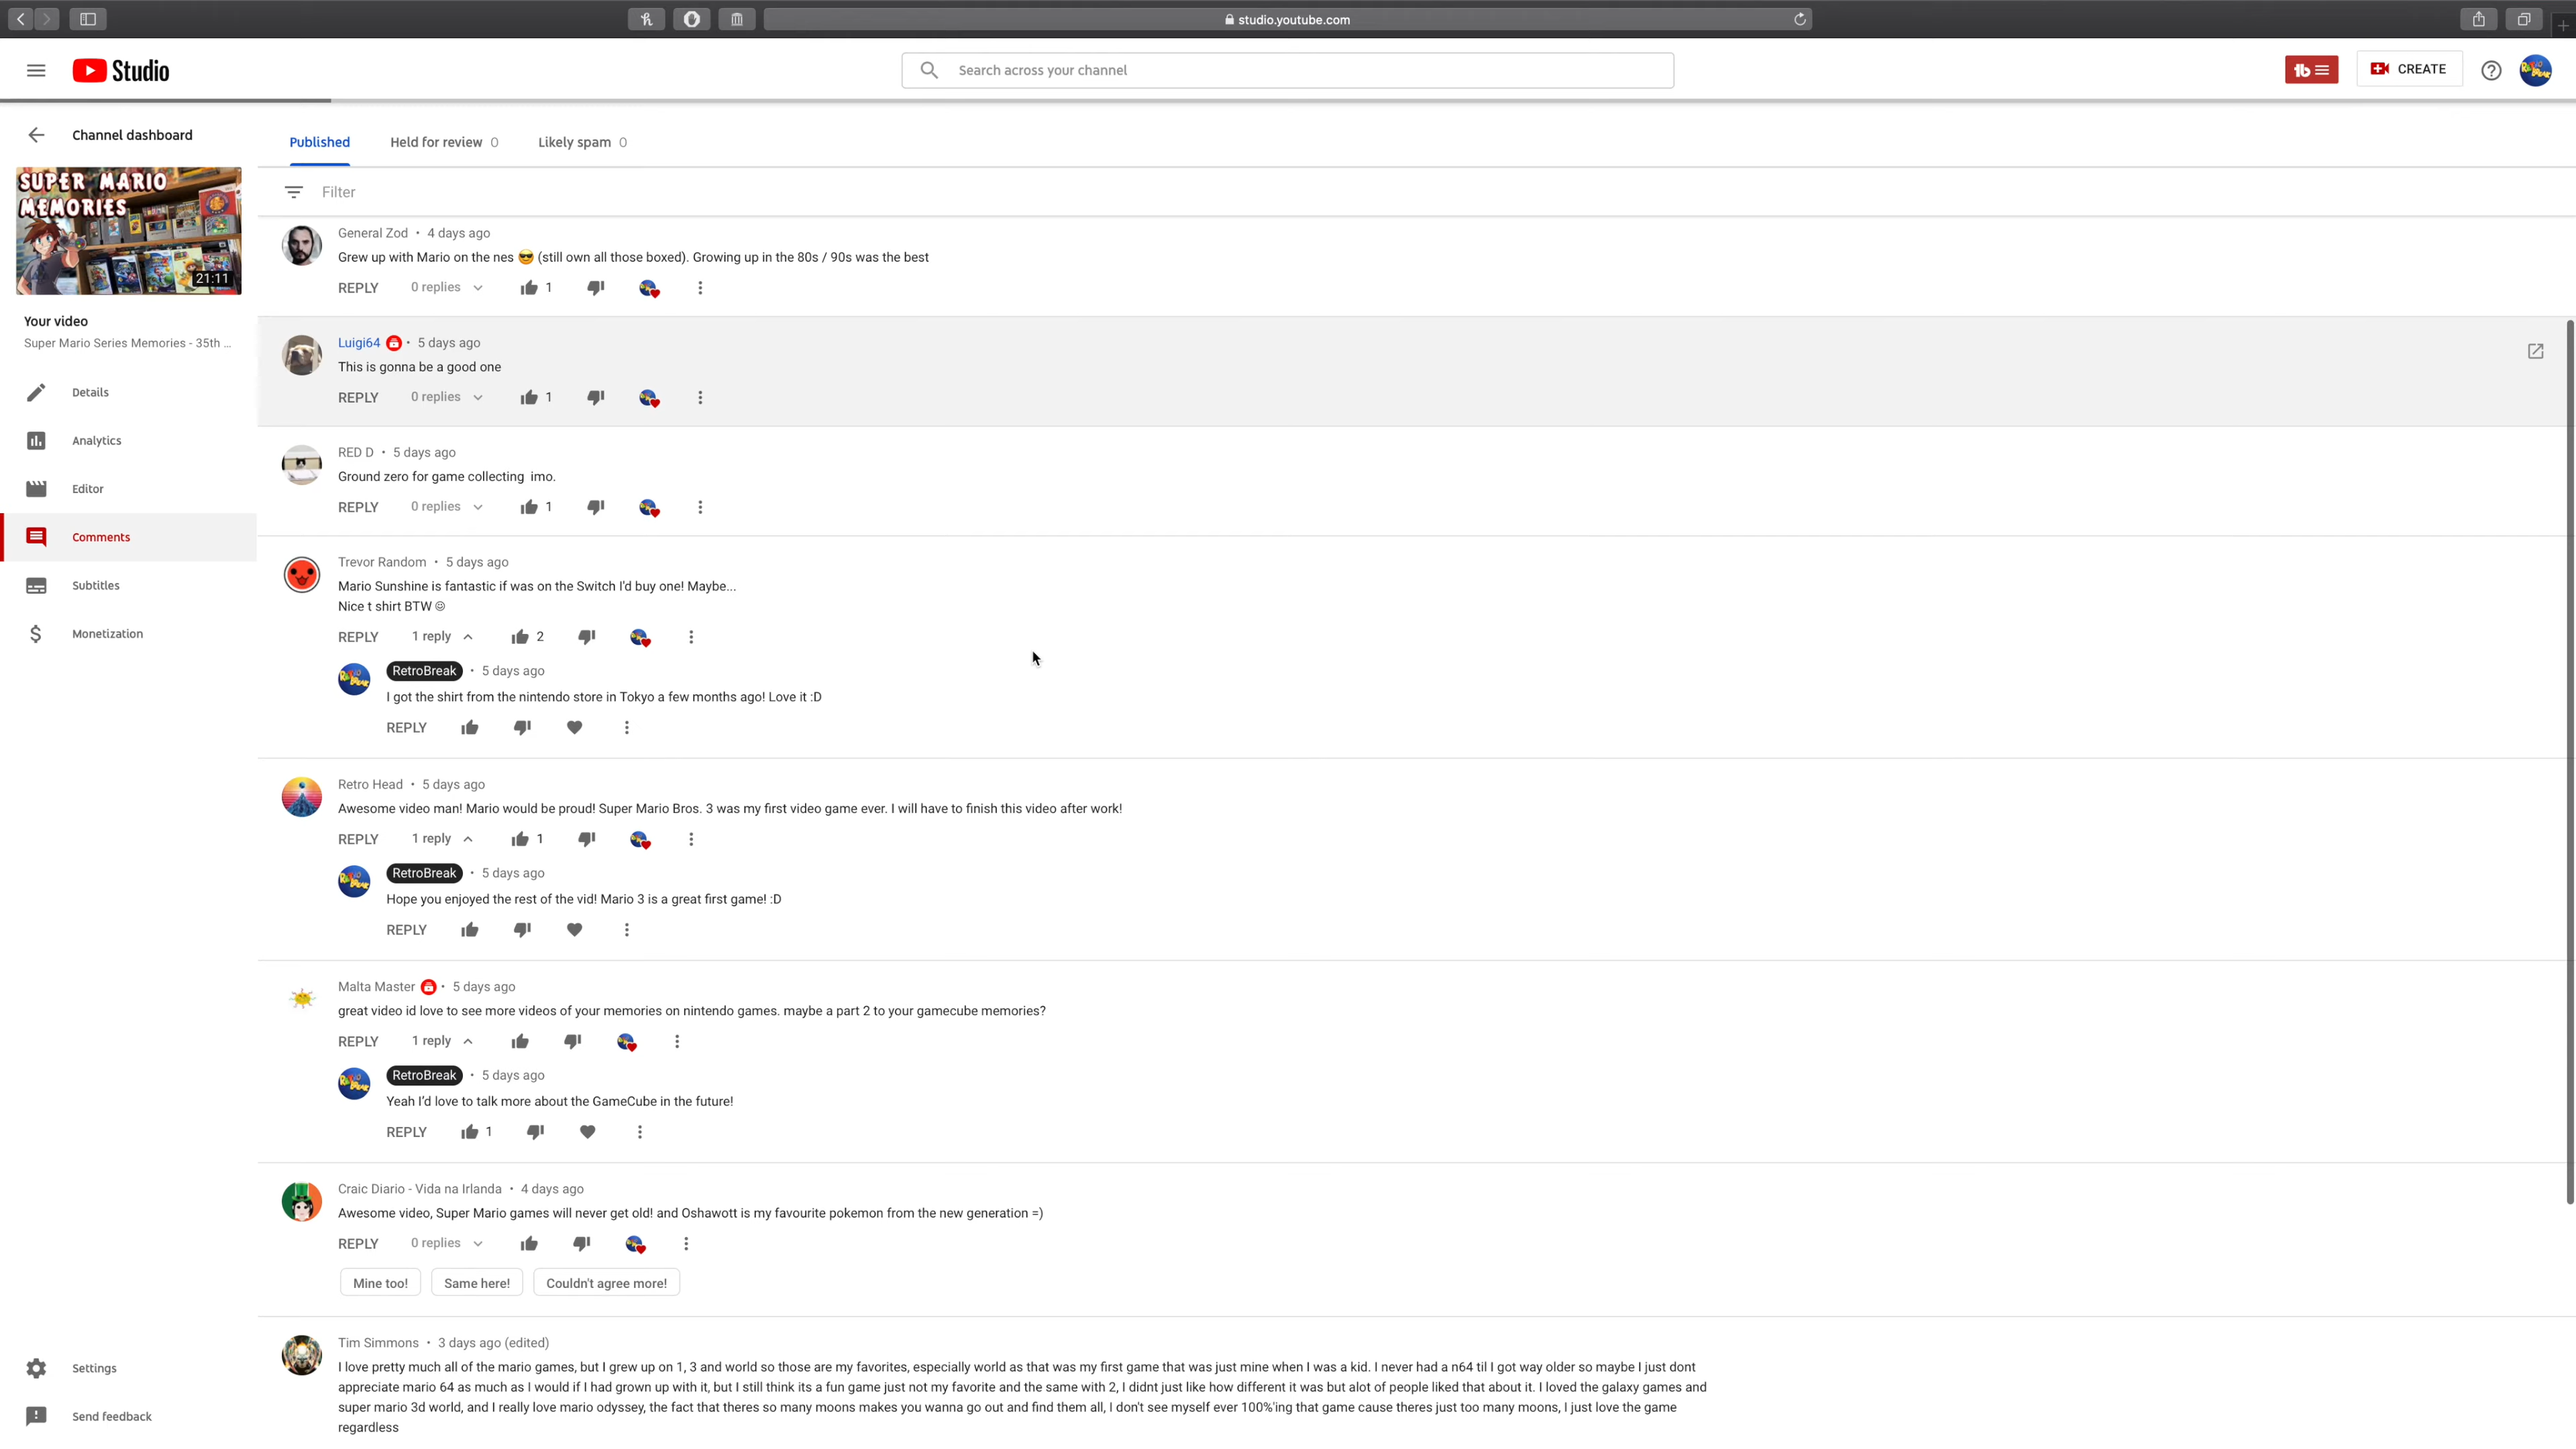 studio.youtube.com
Studio
Search across your channel
CREATE
Channel dashboard
SUPER MARIO
MEMORIES
21:11
Your video
Super Mario Series Memories - 35th ...
Details
Analytics
Editor
Comments
Subtitles
Monetization
Settings
Send feedback
Published
Held for review 0
Likely spam 0
Filter
General Zod • 4 days ago
Grew up with Mario on the nes 😎 (still own all those boxed). Growing up in the 80s / 90s was the best
REPLY 0 replies 1
Luigi64 • 5 days ago
This is gonna be a good one
REPLY 0 replies 1
RED D • 5 days ago
Ground zero for game collecting imo.
REPLY 0 replies 1
Trevor Random • 5 days ago
Mario Sunshine is fantastic if was on the Switch I'd buy one! Maybe...
Nice t shirt BTW ☺
REPLY 1 reply 2
RetroBreak • 5 days ago
I got the shirt from the nintendo store in Tokyo a few months ago! Love it :D
REPLY
Retro Head • 5 days ago
Awesome video man! Mario would be proud! Super Mario Bros. 3 was my first video game ever. I will have to finish this video after work!
REPLY 1 reply 1
RetroBreak • 5 days ago
Hope you enjoyed the rest of the vid! Mario 3 is a great first game! :D
REPLY
Malta Master • 5 days ago
great video id love to see more videos of your memories on nintendo games. maybe a part 2 to your gamecube memories?
REPLY 1 reply
RetroBreak • 5 days ago
Yeah I'd love to talk more about the GameCube in the future!
REPLY 1
Craic Diario - Vida na Irlanda • 4 days ago
Awesome video, Super Mario games will never get old! and Oshawott is my favourite pokemon from the new generation =)
REPLY 0 replies
Mine too! Same here! Couldn't agree more!
Tim Simmons • 3 days ago (edited)
I love pretty much all of the mario games, but I grew up on 1, 3 and world so those are my favorites, especially world as that was my first game that was just mine when I was a kid. I never had a n64 til I got way older so maybe I just dont
appreciate mario 64 as much as I would if I had grown up with it, but I still think its a fun game just not my favorite and the same with 2, I didnt just like how different it was but alot of people liked that about it. I loved the galaxy games and
super mario 3d world, and I really love mario odyssey, the fact that theres so many moons makes you wanna go out and find them all, I don't see myself ever 100%'ing that game cause theres just too many moons, I just love the game
regardless